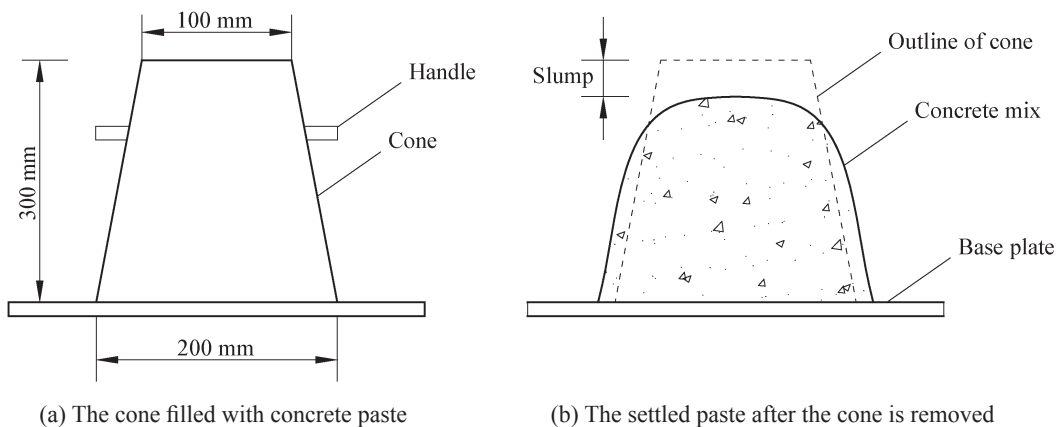 100 mm
Handle
Cone
300 mm
200 mm
(a) The cone filled with concrete paste
Slump
Outline of cone
Concrete mix
Base plate
(b) The settled paste after the cone is removed